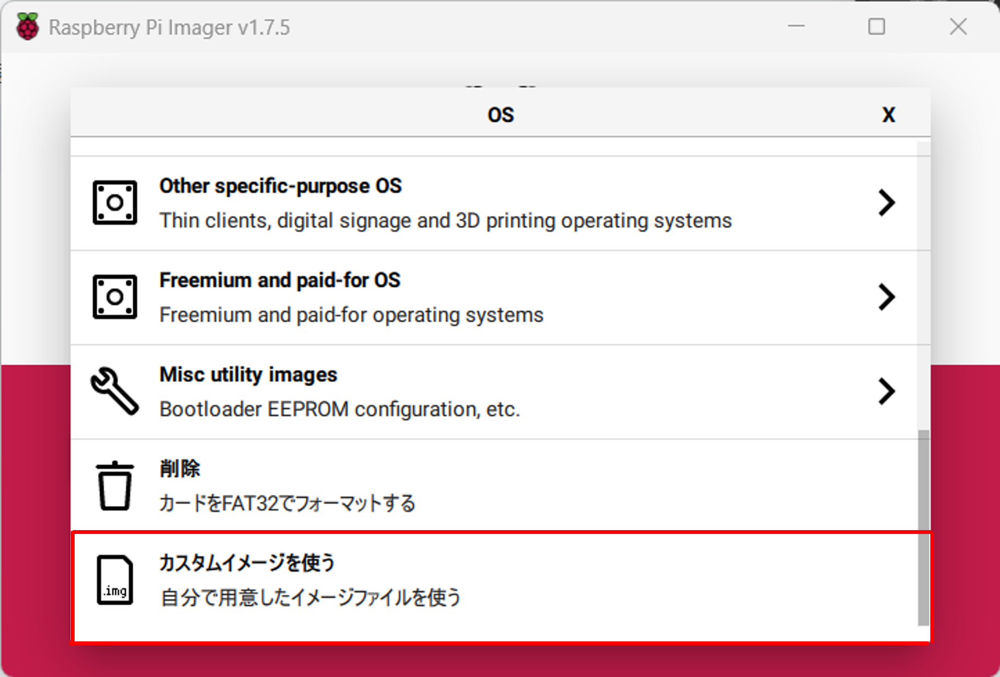 Raspberry Pi Imager v1.7.5
OS
X
Other specific-purpose OS
Thin clients, digital signage and 3D printing operating systems
Freemium and paid-for OS
Freemium and paid-for operating systems
Misc utility images
Bootloader EEPROM configuration, etc.
削除
カードをFAT32でフォーマットする
カスタムイメージを使う
.img
自分で用意したイメージファイルを使う